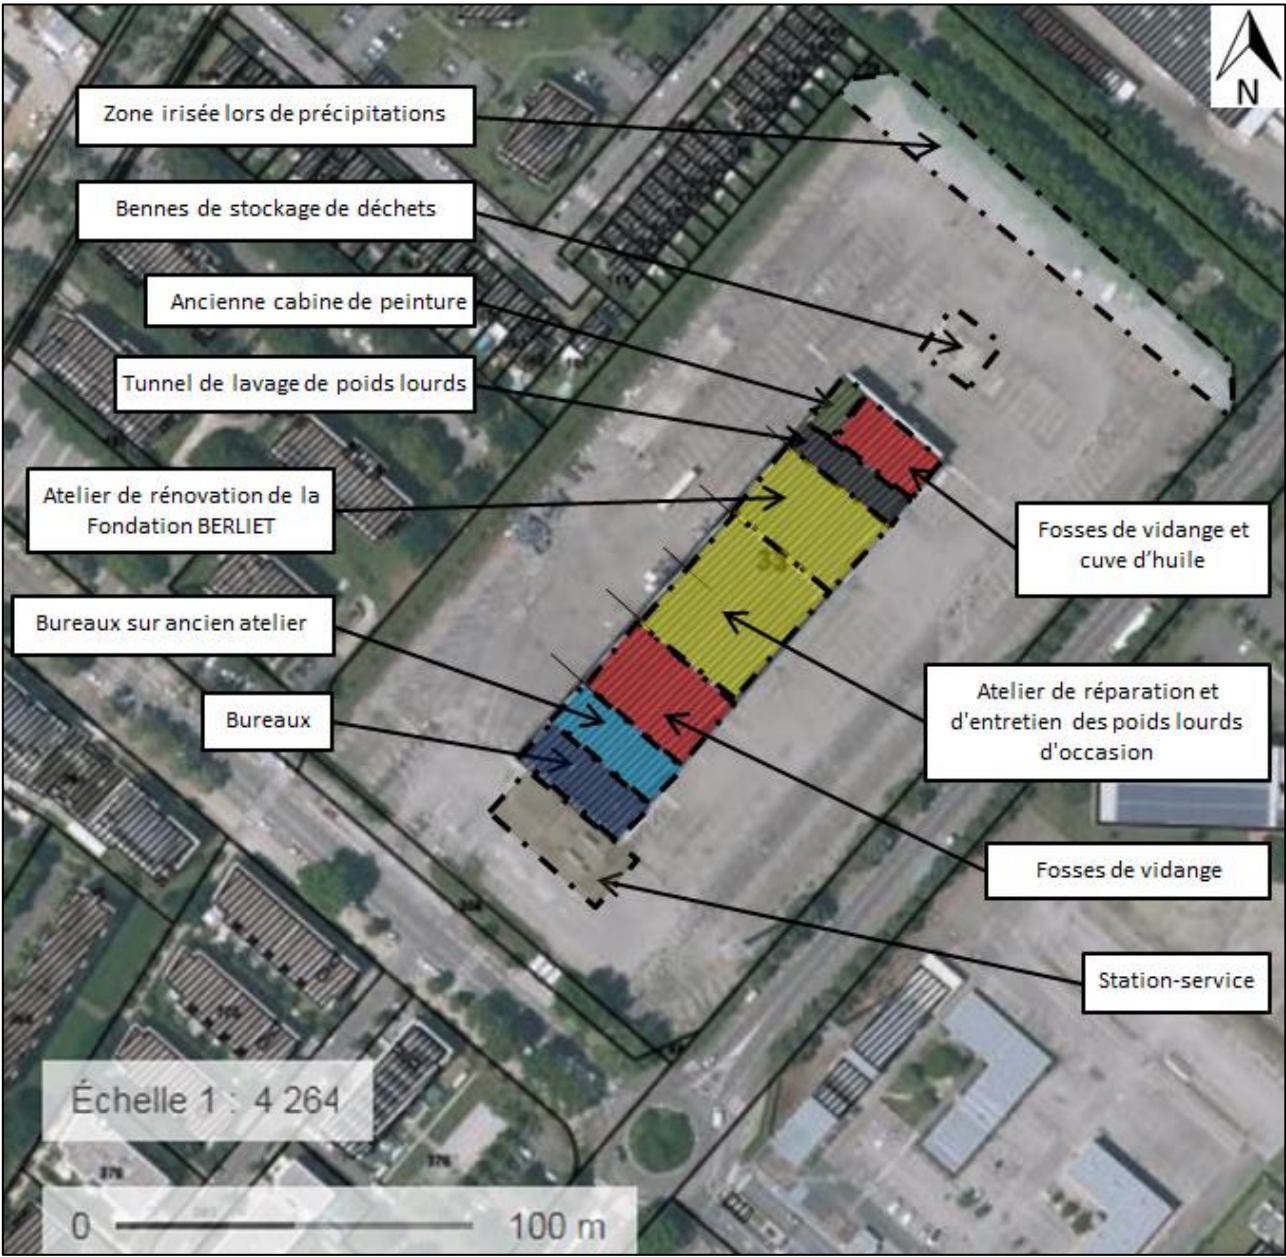 N
Zone irisée lors de précipitations
Bennes de stockage de déchets
Ancienne cabine de peinture
Tunnel de lavage de poids lourds
Atelier de rénovation de la
Fondation BERLIET
Bureaux sur ancien atelier
Bureaux
Fosses de vidange et
cuve d'huile
Atelier de réparation et
d'entretien des poids lourds
d'occasion
Fosses de vidange
Station-service
Échelle 1 : 4 264
376
376
0 100 m